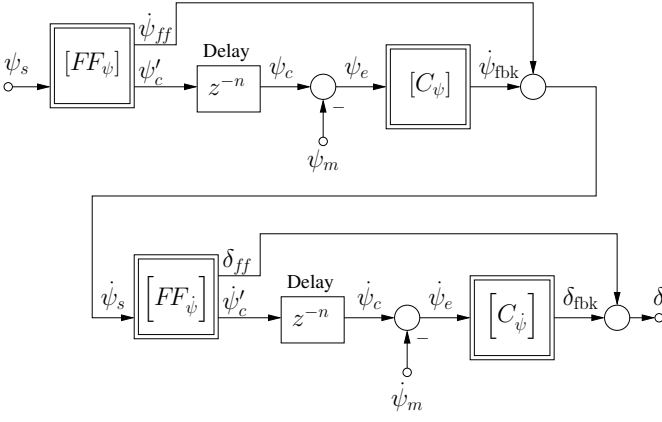 ψ̇_ff
ψ_s
[FF_ψ]
ψ'_c
Delay
z^{-n}
ψ_c
ψ_e
[C_ψ]
ψ̇_fbk
−
ψ_m
δ_ff
ψ̇_s
[FF_ψ̇]
ψ̇'_c
Delay
z^{-n}
ψ̇_c
ψ̇_e
[C_ψ̇]
δ_fbk
δ
−
ψ̇_m